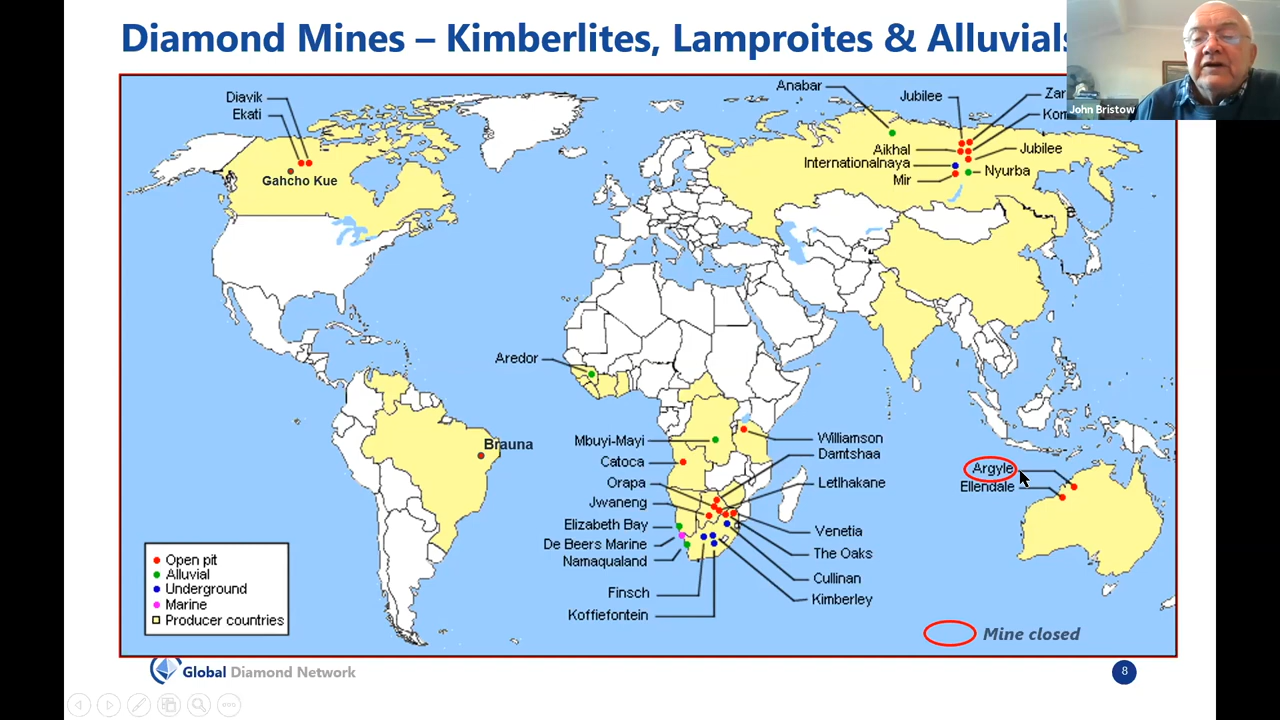 Diamond Mines – Kimberlites, Lamproites & Alluvials
John Bristow
Diavik
Ekati
Gahcho Kue
Anabar
Jubilee
Aikhal
Internationalnaya
Mir
Jubilee
Nyurba
Aredor
Brauna
Mbuyi-Mayi
Catoca
Orapa
Jwaneng
Elizabeth Bay
De Beers Marine
Namaqualand
Finsch
Koffiefontein
Williamson
Damtshaa
Letlhakane
Venetia
The Oaks
Cullinan
Kimberley
Argyle
Ellendale
Open pit
Alluvial
Underground
Marine
Producer countries
Mine closed
Global Diamond Network
8